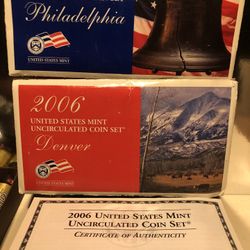 Philadelphia
UNITED STATES MINT
2006
UNITED STATES MINT
UNCIRCULATED COIN SET®
Denver
UNITED STATES MINT
2006 UNITED STATES MINT
UNCIRCULATED COIN SET®
CERTIFICATE OF AUTHENTICITY